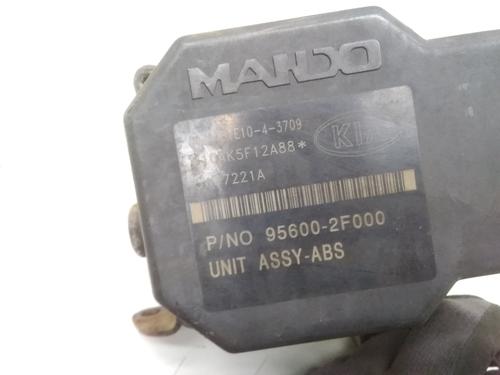 MANDO
E10-4-3709
K5F12A88*
KIA
7221A
P/NO 95600-2F000
UNIT ASSY-ABS